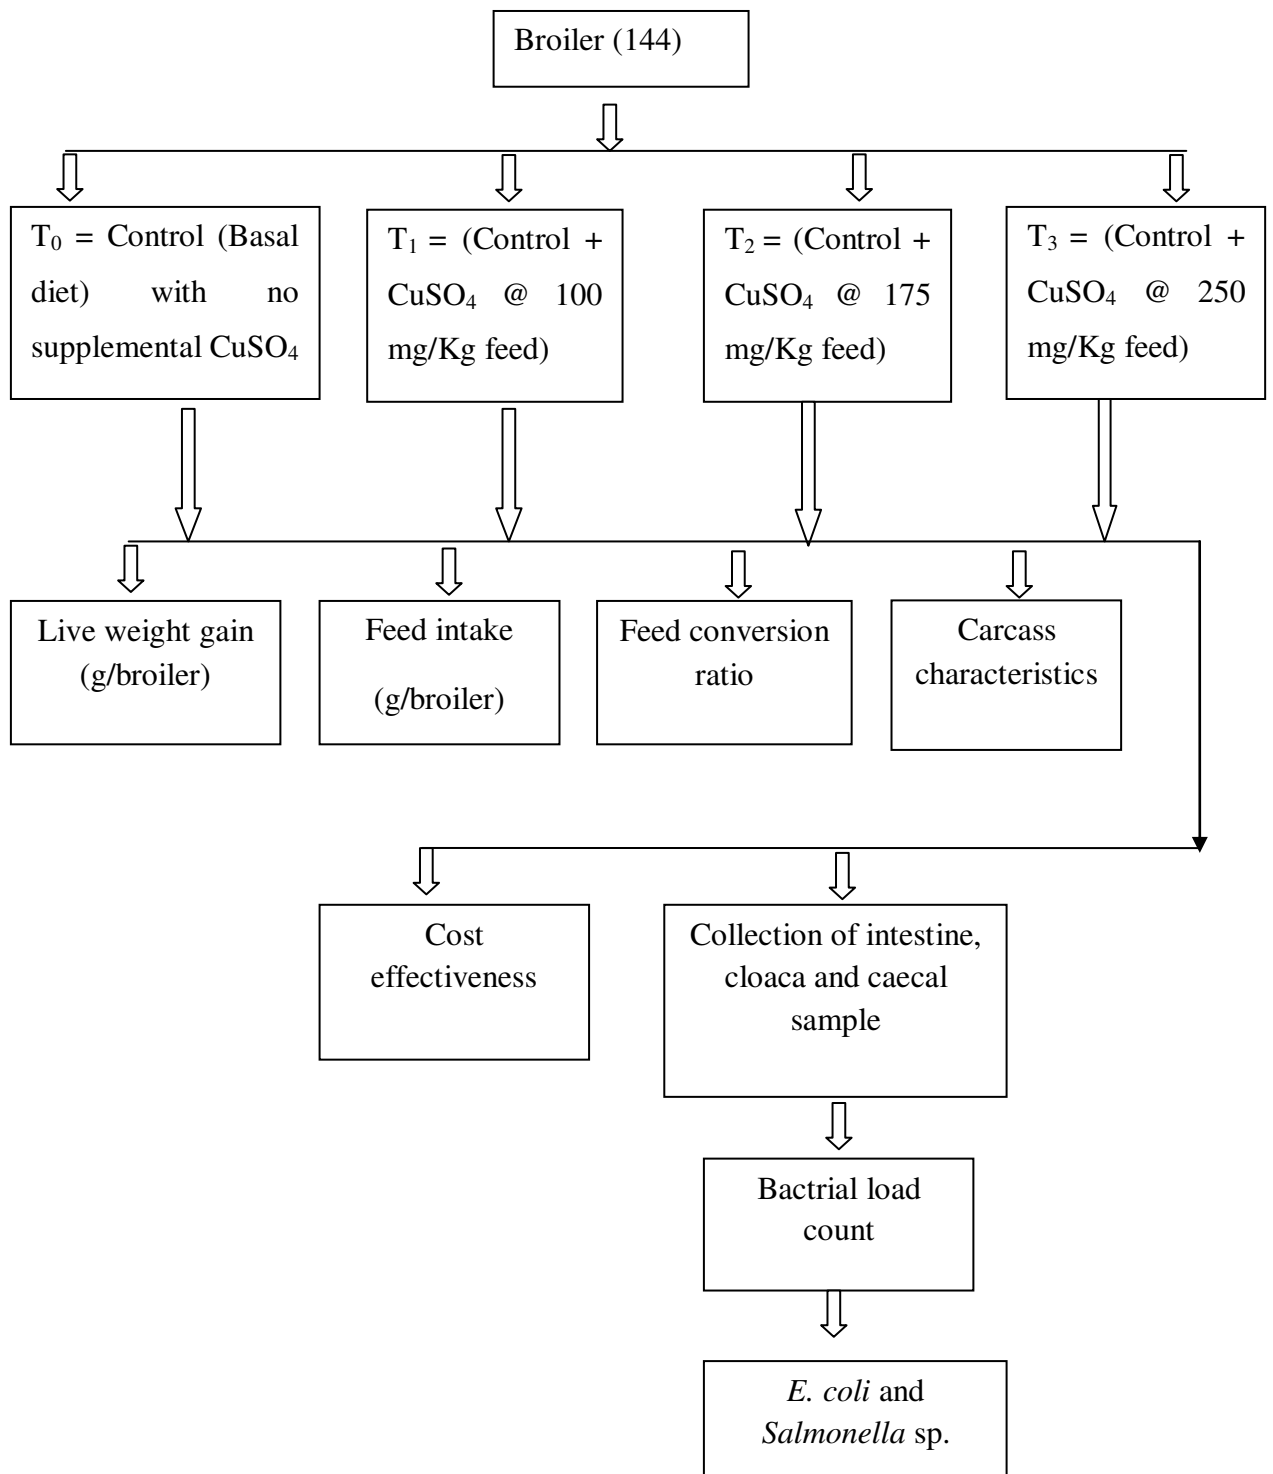 Broiler (144)
T₀ = Control (Basal
diet) with no
supplemental CuSO₄
T₁ = (Control +
CuSO₄ @ 100
mg/Kg feed)
T₂ = (Control +
CuSO₄ @ 175
mg/Kg feed)
T₃ = (Control +
CuSO₄ @ 250
mg/Kg feed)
Live weight gain
(g/broiler)
Feed intake
(g/broiler)
Feed conversion
ratio
Carcass
characteristics
Cost
effectiveness
Collection of intestine,
cloaca and caecal
sample
Bactrial load
count
E. coli and
Salmonella sp.